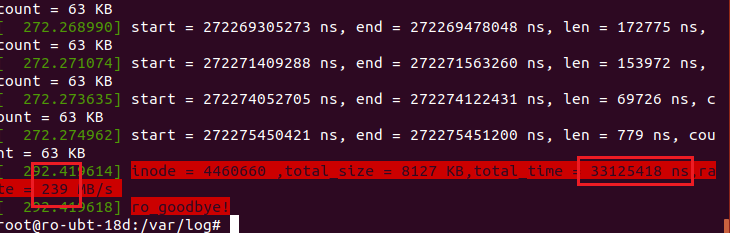 count = 63 KB
[  272.268990] start = 272269305273 ns, end = 272269478048 ns, len = 172775 ns,
count = 63 KB
[  272.271074] start = 272271409288 ns, end = 272271563260 ns, len = 153972 ns,
count = 63 KB
[  272.273635] start = 272274052705 ns, end = 272274122431 ns, len = 69726 ns, c
ount = 63 KB
[  272.274962] start = 272275450421 ns, end = 272275451200 ns, len = 779 ns, cou
nt = 63 KB
[  292.419614] inode = 4460660 ,total_size = 8127 KB,total_time = 33125418 ns,ra
te = 239 MB/s
[  292.419618] ro_goodbye!
root@ro-ubt-18d:/var/log#